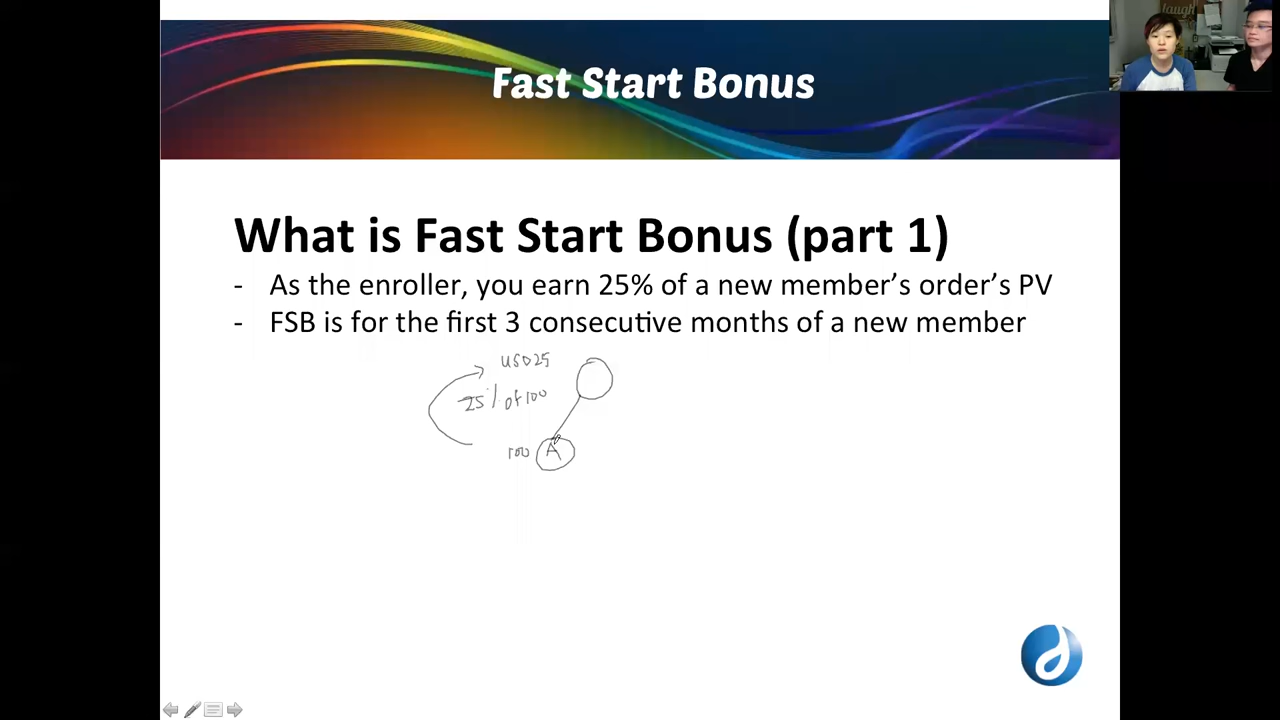 laugh
Fast Start Bonus
What is Fast Start Bonus (part 1)
- As the enroller, you earn 25% of a new member’s order’s PV
- FSB is for the first 3 consecutive months of a new member
USD25
25% of 100
100 A